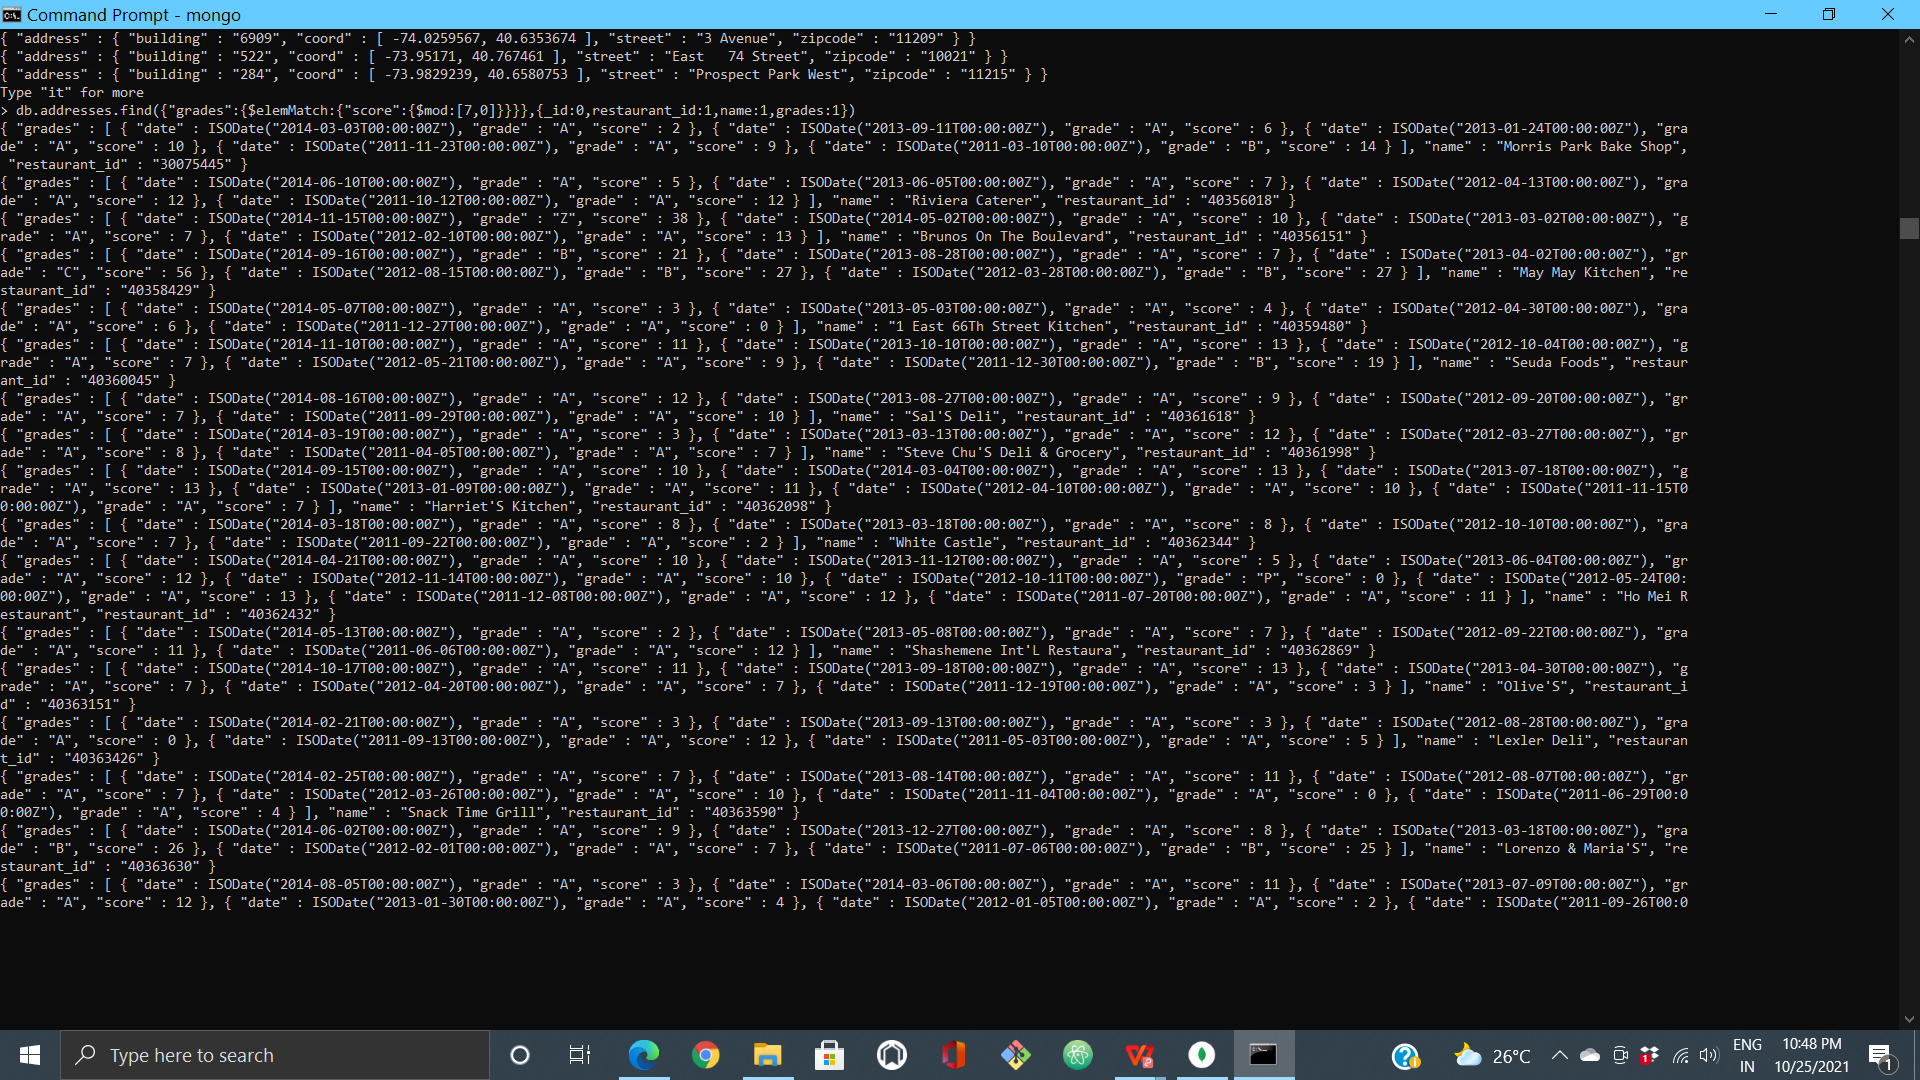 Command Prompt - mongo
{ "address" : { "building" : "6909", "coord" : [ -74.0259567, 40.6353674 ], "street" : "3 Avenue", "zipcode" : "11209" } }
{ "address" : { "building" : "522", "coord" : [ -73.95171, 40.767461 ], "street" : "East   74 Street", "zipcode" : "10021" } }
{ "address" : { "building" : "284", "coord" : [ -73.9829239, 40.6580753 ], "street" : "Prospect Park West", "zipcode" : "11215" } }
Type "it" for more
> db.addresses.find({"grades":{$elemMatch:{"score":{$mod:[7,0]}}}},{_id:0,restaurant_id:1,name:1,grades:1})
{ "grades" : [ { "date" : ISODate("2014-03-03T00:00:00Z"), "grade" : "A", "score" : 2 }, { "date" : ISODate("2013-09-11T00:00:00Z"), "grade" : "A", "score" : 6 }, { "date" : ISODate("2013-01-24T00:00:00Z"), "gra
de" : "A", "score" : 10 }, { "date" : ISODate("2011-11-23T00:00:00Z"), "grade" : "A", "score" : 9 }, { "date" : ISODate("2011-03-10T00:00:00Z"), "grade" : "B", "score" : 14 } ], "name" : "Morris Park Bake Shop",
 "restaurant_id" : "30075445" }
{ "grades" : [ { "date" : ISODate("2014-06-10T00:00:00Z"), "grade" : "A", "score" : 5 }, { "date" : ISODate("2013-06-05T00:00:00Z"), "grade" : "A", "score" : 7 }, { "date" : ISODate("2012-04-13T00:00:00Z"), "gra
de" : "A", "score" : 12 }, { "date" : ISODate("2011-10-12T00:00:00Z"), "grade" : "A", "score" : 12 } ], "name" : "Riviera Caterer", "restaurant_id" : "40356018" }
{ "grades" : [ { "date" : ISODate("2014-11-15T00:00:00Z"), "grade" : "Z", "score" : 38 }, { "date" : ISODate("2014-05-02T00:00:00Z"), "grade" : "A", "score" : 10 }, { "date" : ISODate("2013-03-02T00:00:00Z"), "g
rade" : "A", "score" : 7 }, { "date" : ISODate("2012-02-10T00:00:00Z"), "grade" : "A", "score" : 13 } ], "name" : "Brunos On The Boulevard", "restaurant_id" : "40356151" }
{ "grades" : [ { "date" : ISODate("2014-09-16T00:00:00Z"), "grade" : "B", "score" : 21 }, { "date" : ISODate("2013-08-28T00:00:00Z"), "grade" : "A", "score" : 7 }, { "date" : ISODate("2013-04-02T00:00:00Z"), "gr
ade" : "C", "score" : 56 }, { "date" : ISODate("2012-08-15T00:00:00Z"), "grade" : "B", "score" : 27 }, { "date" : ISODate("2012-03-28T00:00:00Z"), "grade" : "B", "score" : 27 } ], "name" : "May May Kitchen", "re
staurant_id" : "40358429" }
{ "grades" : [ { "date" : ISODate("2014-05-07T00:00:00Z"), "grade" : "A", "score" : 3 }, { "date" : ISODate("2013-05-03T00:00:00Z"), "grade" : "A", "score" : 4 }, { "date" : ISODate("2012-04-30T00:00:00Z"), "gra
de" : "A", "score" : 6 }, { "date" : ISODate("2011-12-27T00:00:00Z"), "grade" : "A", "score" : 0 } ], "name" : "1 East 66Th Street Kitchen", "restaurant_id" : "40359480" }
{ "grades" : [ { "date" : ISODate("2014-11-10T00:00:00Z"), "grade" : "A", "score" : 11 }, { "date" : ISODate("2013-10-10T00:00:00Z"), "grade" : "A", "score" : 13 }, { "date" : ISODate("2012-10-04T00:00:00Z"), "g
rade" : "A", "score" : 7 }, { "date" : ISODate("2012-05-21T00:00:00Z"), "grade" : "A", "score" : 9 }, { "date" : ISODate("2011-12-30T00:00:00Z"), "grade" : "B", "score" : 19 } ], "name" : "Seuda Foods", "restaur
ant_id" : "40360045" }
{ "grades" : [ { "date" : ISODate("2014-08-16T00:00:00Z"), "grade" : "A", "score" : 12 }, { "date" : ISODate("2013-08-27T00:00:00Z"), "grade" : "A", "score" : 9 }, { "date" : ISODate("2012-09-20T00:00:00Z"), "gr
ade" : "A", "score" : 7 }, { "date" : ISODate("2011-09-29T00:00:00Z"), "grade" : "A", "score" : 10 } ], "name" : "Sal'S Deli", "restaurant_id" : "40361618" }
{ "grades" : [ { "date" : ISODate("2014-03-19T00:00:00Z"), "grade" : "A", "score" : 3 }, { "date" : ISODate("2013-03-13T00:00:00Z"), "grade" : "A", "score" : 12 }, { "date" : ISODate("2012-03-27T00:00:00Z"), "gr
ade" : "A", "score" : 8 }, { "date" : ISODate("2011-04-05T00:00:00Z"), "grade" : "A", "score" : 7 } ], "name" : "Steve Chu'S Deli & Grocery", "restaurant_id" : "40361998" }
{ "grades" : [ { "date" : ISODate("2014-09-15T00:00:00Z"), "grade" : "A", "score" : 10 }, { "date" : ISODate("2014-03-04T00:00:00Z"), "grade" : "A", "score" : 13 }, { "date" : ISODate("2013-07-18T00:00:00Z"), "g
rade" : "A", "score" : 13 }, { "date" : ISODate("2013-01-09T00:00:00Z"), "grade" : "A", "score" : 11 }, { "date" : ISODate("2012-04-10T00:00:00Z"), "grade" : "A", "score" : 10 }, { "date" : ISODate("2011-11-15T0
0:00:00Z"), "grade" : "A", "score" : 7 } ], "name" : "Harriet'S Kitchen", "restaurant_id" : "40362098" }
{ "grades" : [ { "date" : ISODate("2014-03-18T00:00:00Z"), "grade" : "A", "score" : 8 }, { "date" : ISODate("2013-03-18T00:00:00Z"), "grade" : "A", "score" : 8 }, { "date" : ISODate("2012-10-10T00:00:00Z"), "gra
de" : "A", "score" : 7 }, { "date" : ISODate("2011-09-22T00:00:00Z"), "grade" : "A", "score" : 2 } ], "name" : "White Castle", "restaurant_id" : "40362344" }
{ "grades" : [ { "date" : ISODate("2014-04-21T00:00:00Z"), "grade" : "A", "score" : 10 }, { "date" : ISODate("2013-11-12T00:00:00Z"), "grade" : "A", "score" : 5 }, { "date" : ISODate("2013-06-04T00:00:00Z"), "gr
ade" : "A", "score" : 12 }, { "date" : ISODate("2012-11-14T00:00:00Z"), "grade" : "A", "score" : 10 }, { "date" : ISODate("2012-10-11T00:00:00Z"), "grade" : "P", "score" : 0 }, { "date" : ISODate("2012-05-24T00:
00:00Z"), "grade" : "A", "score" : 13 }, { "date" : ISODate("2011-12-08T00:00:00Z"), "grade" : "A", "score" : 12 }, { "date" : ISODate("2011-07-20T00:00:00Z"), "grade" : "A", "score" : 11 } ], "name" : "Ho Mei R
estaurant", "restaurant_id" : "40362432" }
{ "grades" : [ { "date" : ISODate("2014-05-13T00:00:00Z"), "grade" : "A", "score" : 2 }, { "date" : ISODate("2013-05-08T00:00:00Z"), "grade" : "A", "score" : 7 }, { "date" : ISODate("2012-09-22T00:00:00Z"), "gra
de" : "A", "score" : 11 }, { "date" : ISODate("2011-06-06T00:00:00Z"), "grade" : "A", "score" : 12 } ], "name" : "Shashemene Int'L Restaura", "restaurant_id" : "40362869" }
{ "grades" : [ { "date" : ISODate("2014-10-17T00:00:00Z"), "grade" : "A", "score" : 11 }, { "date" : ISODate("2013-09-18T00:00:00Z"), "grade" : "A", "score" : 13 }, { "date" : ISODate("2013-04-30T00:00:00Z"), "g
rade" : "A", "score" : 7 }, { "date" : ISODate("2012-04-20T00:00:00Z"), "grade" : "A", "score" : 7 }, { "date" : ISODate("2011-12-19T00:00:00Z"), "grade" : "A", "score" : 3 } ], "name" : "Olive'S", "restaurant_i
d" : "40363151" }
{ "grades" : [ { "date" : ISODate("2014-02-21T00:00:00Z"), "grade" : "A", "score" : 3 }, { "date" : ISODate("2013-09-13T00:00:00Z"), "grade" : "A", "score" : 3 }, { "date" : ISODate("2012-08-28T00:00:00Z"), "gra
de" : "A", "score" : 0 }, { "date" : ISODate("2011-09-13T00:00:00Z"), "grade" : "A", "score" : 12 }, { "date" : ISODate("2011-05-03T00:00:00Z"), "grade" : "A", "score" : 5 } ], "name" : "Lexler Deli", "restauran
t_id" : "40363426" }
{ "grades" : [ { "date" : ISODate("2014-02-25T00:00:00Z"), "grade" : "A", "score" : 7 }, { "date" : ISODate("2013-08-14T00:00:00Z"), "grade" : "A", "score" : 11 }, { "date" : ISODate("2012-08-07T00:00:00Z"), "gr
ade" : "A", "score" : 7 }, { "date" : ISODate("2012-03-26T00:00:00Z"), "grade" : "A", "score" : 10 }, { "date" : ISODate("2011-11-04T00:00:00Z"), "grade" : "A", "score" : 0 }, { "date" : ISODate("2011-06-29T00:0
0:00Z"), "grade" : "A", "score" : 4 } ], "name" : "Snack Time Grill", "restaurant_id" : "40363590" }
{ "grades" : [ { "date" : ISODate("2014-06-02T00:00:00Z"), "grade" : "A", "score" : 9 }, { "date" : ISODate("2013-12-27T00:00:00Z"), "grade" : "A", "score" : 8 }, { "date" : ISODate("2013-03-18T00:00:00Z"), "gra
de" : "B", "score" : 26 }, { "date" : ISODate("2012-02-01T00:00:00Z"), "grade" : "A", "score" : 7 }, { "date" : ISODate("2011-07-06T00:00:00Z"), "grade" : "B", "score" : 25 } ], "name" : "Lorenzo & Maria'S", "re
staurant_id" : "40363630" }
{ "grades" : [ { "date" : ISODate("2014-08-05T00:00:00Z"), "grade" : "A", "score" : 3 }, { "date" : ISODate("2014-03-06T00:00:00Z"), "grade" : "A", "score" : 11 }, { "date" : ISODate("2013-07-09T00:00:00Z"), "gr
ade" : "A", "score" : 12 }, { "date" : ISODate("2013-01-30T00:00:00Z"), "grade" : "A", "score" : 4 }, { "date" : ISODate("2012-01-05T00:00:00Z"), "grade" : "A", "score" : 2 }, { "date" : ISODate("2011-09-26T00:0
Type here to search
26°C
ENG
IN
10:48 PM
10/25/2021
1